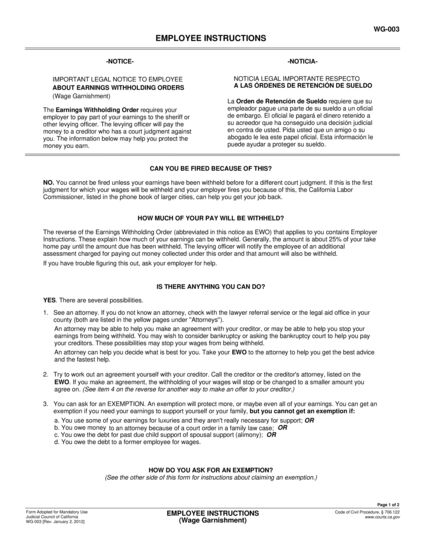 WG-003
EMPLOYEE INSTRUCTIONS
-NOTICE-
IMPORTANT LEGAL NOTICE TO EMPLOYEE
ABOUT EARNINGS WITHHOLDING ORDERS
(Wage Garnishment)
The Earnings Withholding Order requires your
employer to pay part of your earnings to the sheriff or
other levying officer. The levying officer will pay the
money to a creditor who has a court judgment against
you. The information below may help you protect the
money you earn.
-NOTICIA-
NOTICIA LEGAL IMPORTANTE RESPECTO
A LAS ÓRDENES DE RETENCIÓN DE SUELDO
La Orden de Retención de Sueldo requiere que su
empleador pague una parte de su sueldo a un oficial
de embargo. El oficial le pagará el dinero retenido a
su acreedor que ha conseguido una decisión judicial
en contra de usted. Pida usted que un amigo o su
abogado le lea este papel oficial. Esta información le
puede ayudar a proteger su sueldo.
CAN YOU BE FIRED BECAUSE OF THIS?
NO. You cannot be fired unless your earnings have been withheld before for a different court judgment. If this is the first
judgment for which your wages will be withheld and your employer fires you because of this, the California Labor
Commissioner, listed in the phone book of larger cities, can help you get your job back.
HOW MUCH OF YOUR PAY WILL BE WITHHELD?
The reverse of the Earnings Withholding Order (abbreviated in this notice as EWO) that applies to you contains Employer
Instructions. These explain how much of your earnings can be withheld. Generally, the amount is about 25% of your take
home pay until the amount due has been withheld. The levying officer will notify the employee of an additional
assessment charged for paying out money collected under this order and that amount will also be withheld.
If you have trouble figuring this out, ask your employer for help.
IS THERE ANYTHING YOU CAN DO?
YES. There are several possibilities.
1. See an attorney. If you do not know an attorney, check with the lawyer referral service or the legal aid office in your
county (both are listed in the yellow pages under "Attorneys").
An attorney may be able to help you make an agreement with your creditor, or may be able to help you stop your
earnings from being withheld. You may wish to consider bankruptcy or asking the bankruptcy court to help you pay
your creditors. These possibilities may stop your wages from being withheld.
An attorney can help you decide what is best for you. Take your EWO to the attorney to help you get the best advice
and the fastest help.
2. Try to work out an agreement yourself with your creditor. Call the creditor or the creditor's attorney, listed on the
EWO. If you make an agreement, the withholding of your wages will stop or be changed to a smaller amount you
agree on. (See item 4 on the reverse for another way to make an offer to your creditor.)
3. You can ask for an EXEMPTION. An exemption will protect more, or maybe even all of your earnings. You can get an
exemption if you need your earnings to support yourself or your family, but you cannot get an exemption if:
a. You use some of your earnings for luxuries and they aren't really necessary for support; OR
b. You owe money to an attorney because of a court order in a family law case; OR
c. You owe the debt for past due child support of spousal support (alimony); OR
d. You owe the debt to a former employee for wages.
HOW DO YOU ASK FOR AN EXEMPTION?
(See the other side of this form for instructions about claiming an exemption.)
Page 1 of 2
Form Adopted for Mandatory Use
Judicial Council of California
WG-003 [Rev. January 2, 2012]
EMPLOYEE INSTRUCTIONS
(Wage Garnishment)
Code of Civil Procedure, § 706.122
www.courts.ca.gov